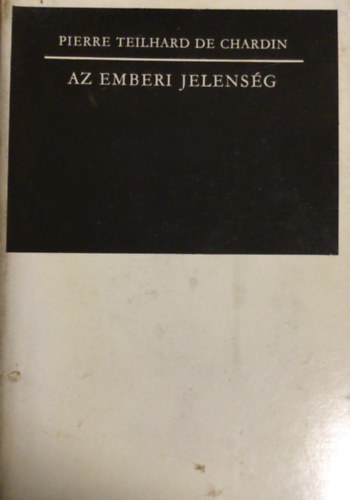 PIERRE TEILHARD DE CHARDIN
AZ EMBERI JELENSÉG